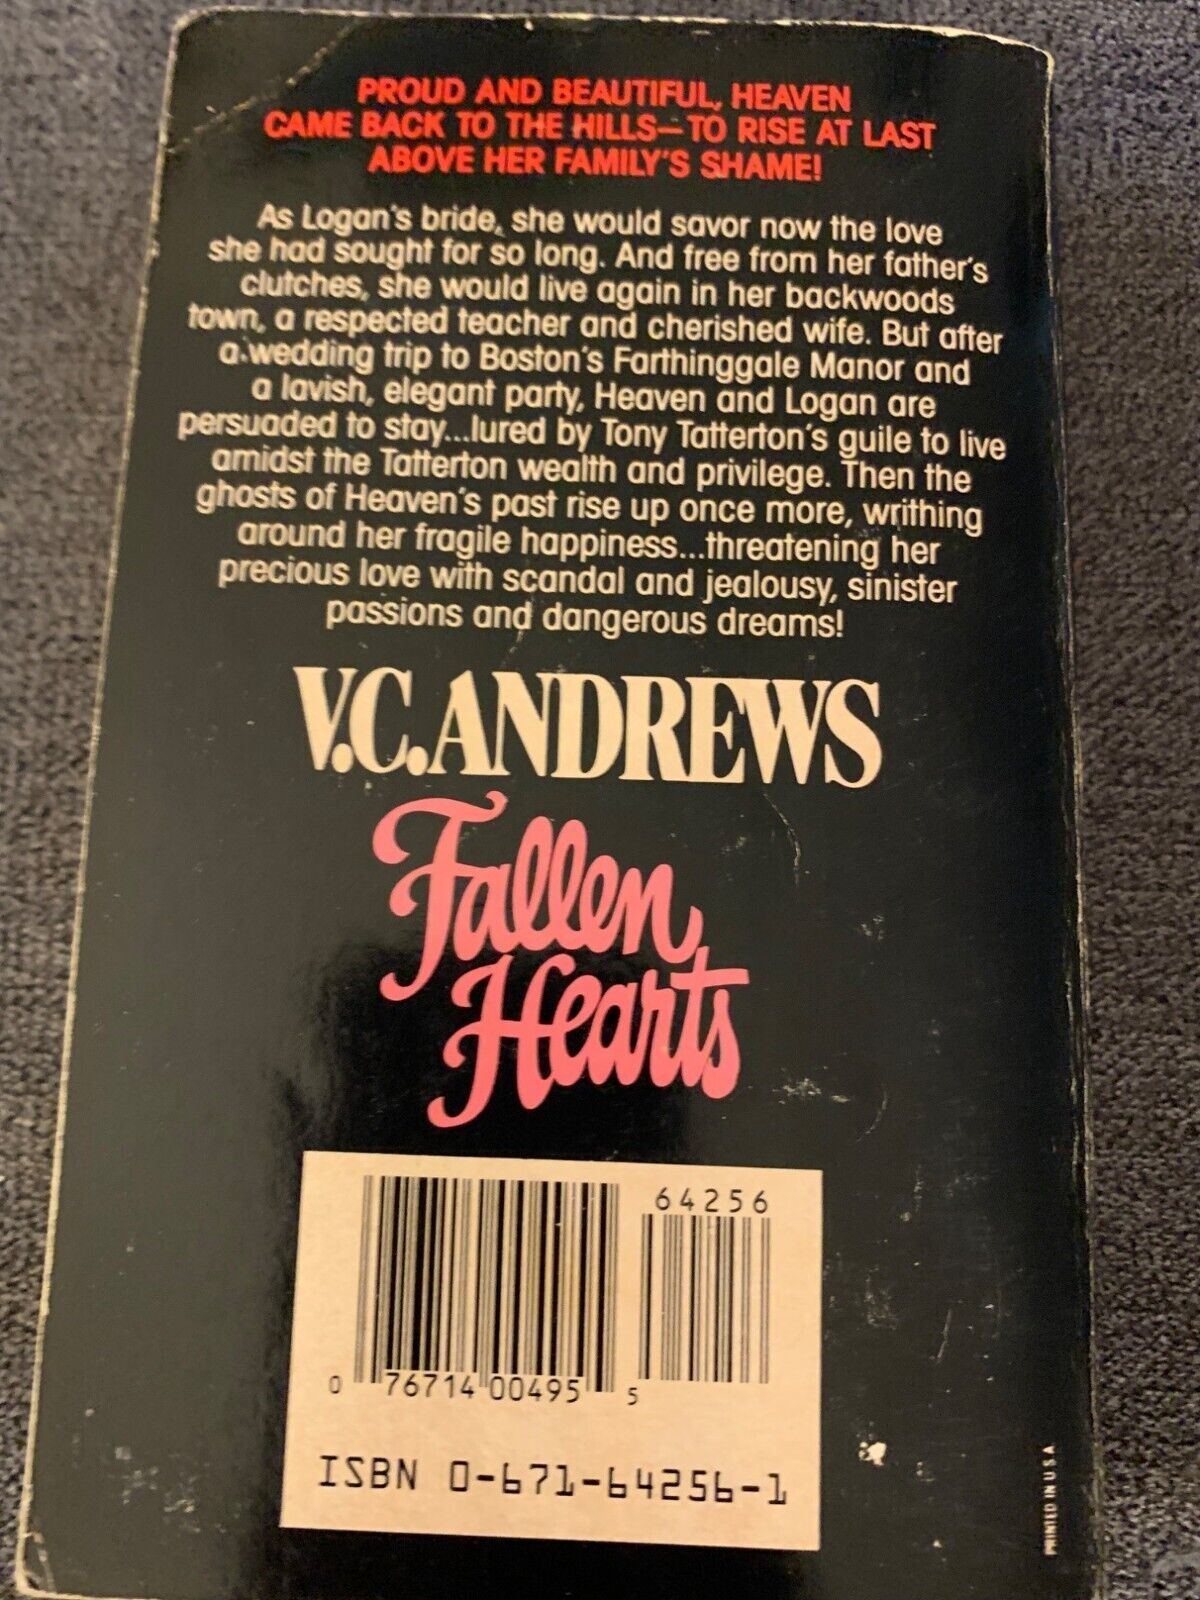 PROUD AND BEAUTIFUL, HEAVEN
CAME BACK TO THE HILLS—TO RISE AT LAST
ABOVE HER FAMILY'S SHAME!
As Logan's bride, she would savor now the love
she had sought for so long. And free from her father's
clutches, she would live again in her backwoods
town, a respected teacher and cherished wife. But after
a wedding trip to Boston's Farthinggale Manor and
a lavish, elegant party, Heaven and Logan are
persuaded to stay...lured by Tony Tatterton's guile to live
amidst the Tatterton wealth and privilege. Then the
ghosts of Heaven's past rise up once more, writhing
around her fragile happiness...threatening her
precious love with scandal and jealousy, sinister
passions and dangerous dreams!
V.C. ANDREWS
Fallen
Hearts
64256
0 76714 00495 5
ISBN 0-671-64256-1
PRINTED IN U S A